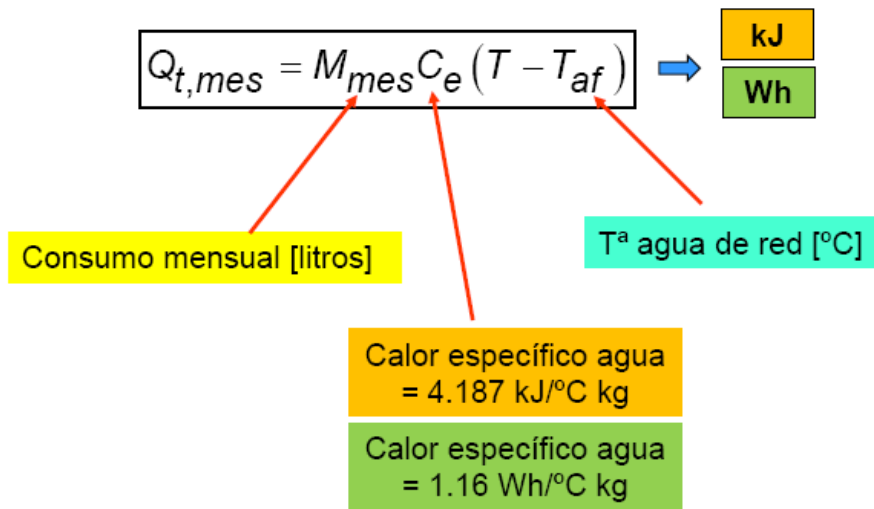 Q_{t,mes} = M_{mes}C_e (T − T_{af})
kJ
Wh
Consumo mensual [litros]
Tª agua de red [ºC]
Calor específico agua
= 4.187 kJ/ºC kg
Calor específico agua
= 1.16 Wh/ºC kg